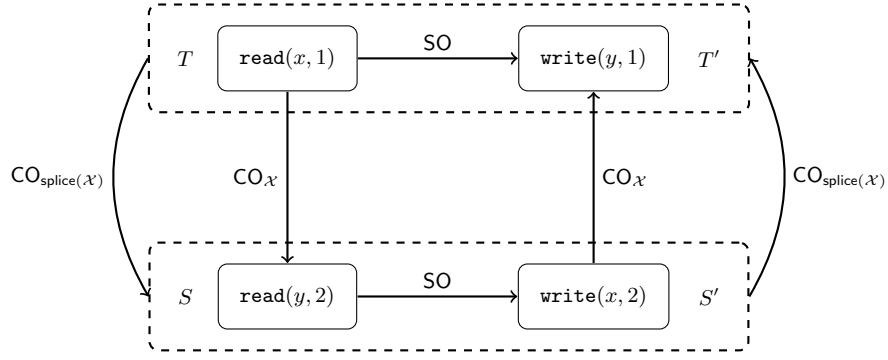 T read(x, 1) SO write(y, 1) T′
CO_splice(𝒳) CO_𝒳 CO_𝒳 CO_splice(𝒳)
S read(y, 2) SO write(x, 2) S′